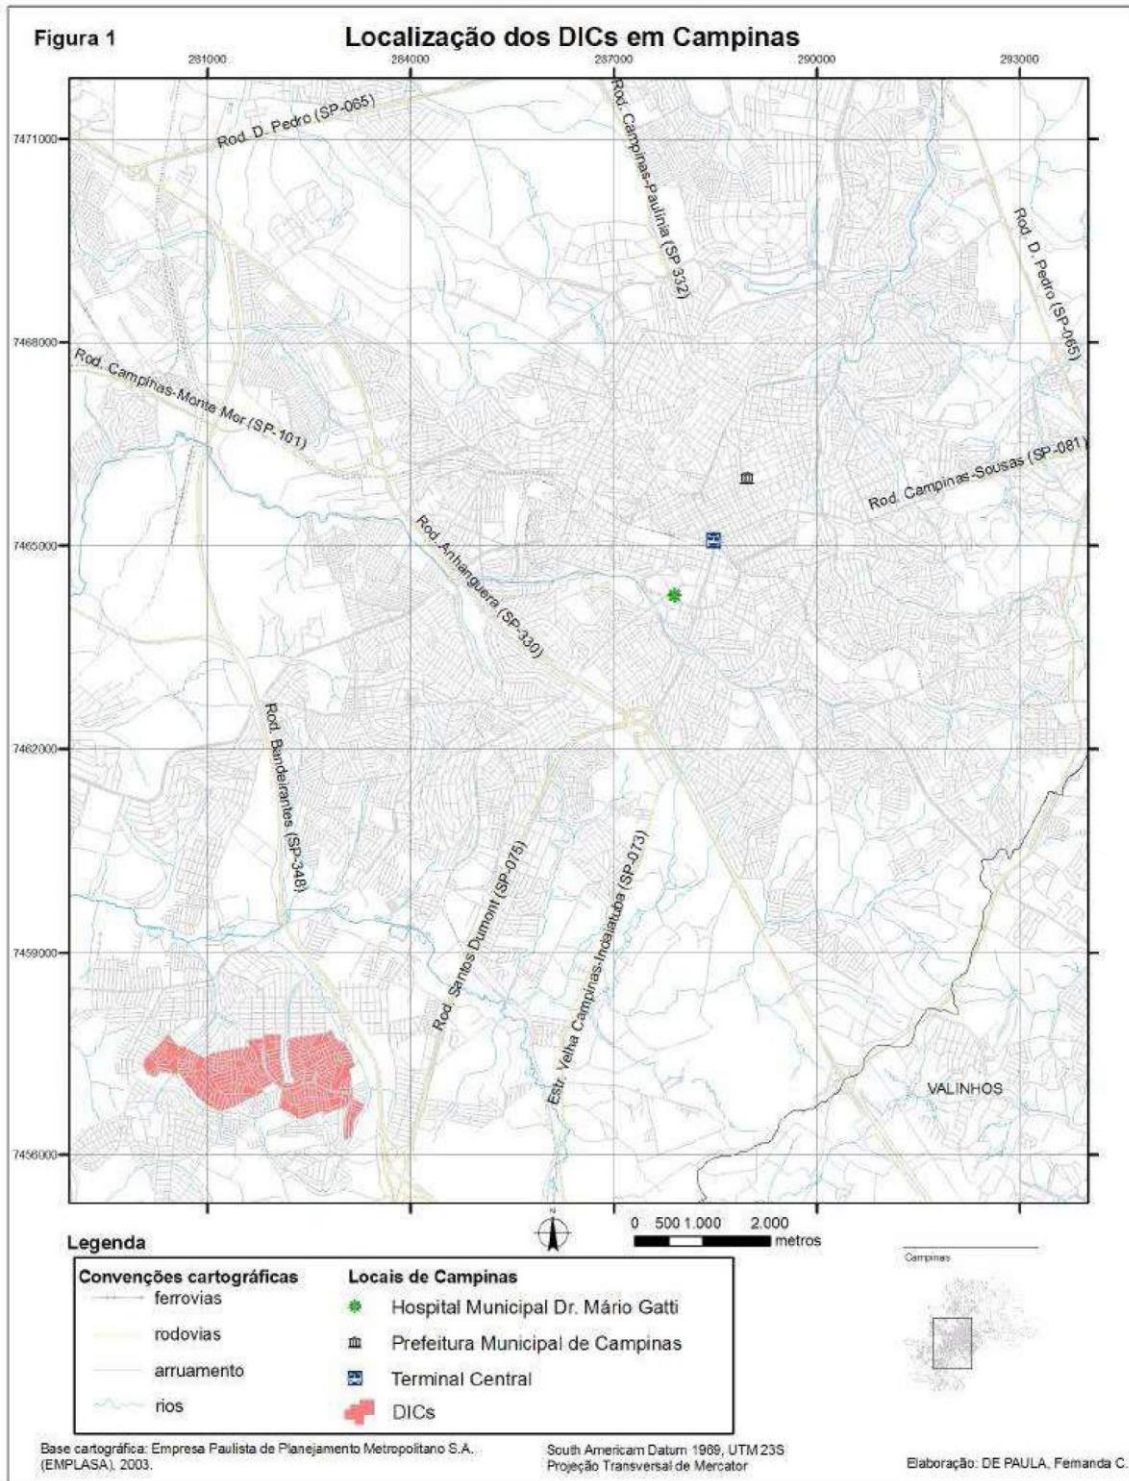 Figura 1
Localização dos DICs em Campinas
281000 284000 287000 290000 293000
7471000
7468000
7465000
7462000
7459000
7456000
Rod. D. Pedro (SP-065)
Rod. Campinas-Paulínia (SP 332)
Rod. D. Pedro (SP-065)
Rod. Campinas-Monte Mor (SP-101)
Rod. Campinas-Sousas (SP-081)
Rod. Anhanguera (SP-330)
Rod. Bandeirantes (SP-348)
Rod. Santos Dumont (SP-075)
Estr. Velha Campinas-Indaiatuba (SP-073)
VALINHOS
N
0 500 1.000 2.000
metros
Legenda
Convenções cartográficas
ferrovias
rodovias
arruamento
rios
Locais de Campinas
Hospital Municipal Dr. Mário Gatti
Prefeitura Municipal de Campinas
Terminal Central
DICs
Campinas
Base cartográfica: Empresa Paulista de Planejamento Metropolitano S.A.
(EMPLASA), 2003.
South Americam Datum 1969, UTM 23S
Projeção Transversal de Mercator
Elaboração: DE PAULA, Fernanda C.